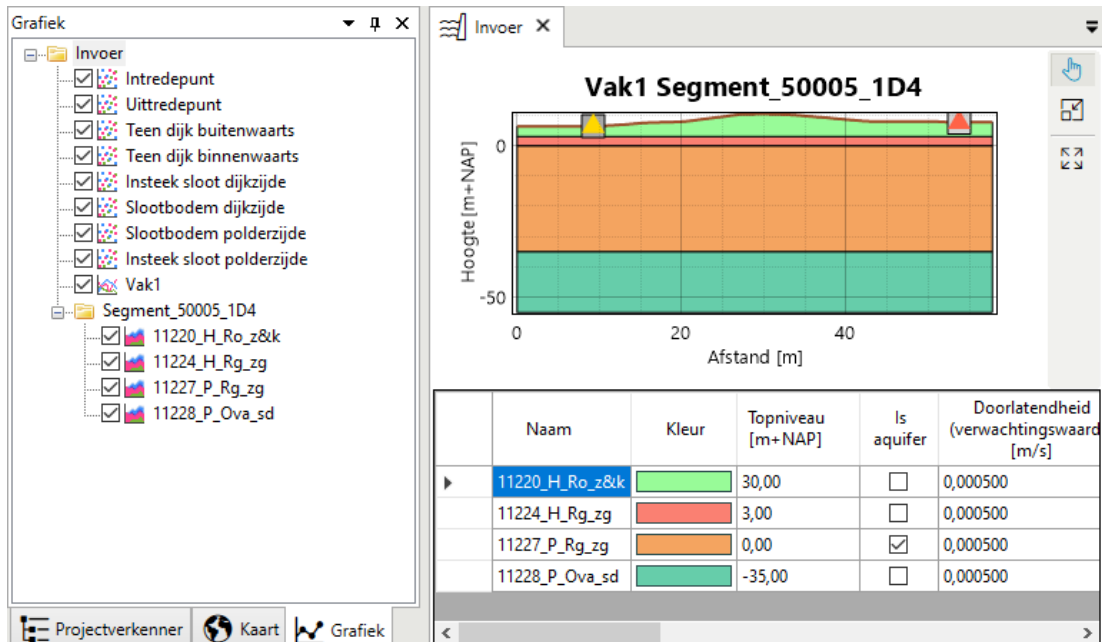 Grafiek
Invoer
Intredepunt
Uittredepunt
Teen dijk buitenwaarts
Teen dijk binnenwaarts
Insteek sloot dijkzijde
Slootbodem dijkzijde
Slootbodem polderzijde
Insteek sloot polderzijde
Vak1
Segment_50005_1D4
11220_H_Ro_z&k
11224_H_Rg_zg
11227_P_Rg_zg
11228_P_Ova_sd
Projectverkenner Kaart Grafiek
Invoer
Vak1 Segment_50005_1D4
Hoogte [m+NAP]
0
-50
0 20 40
Afstand [m]
Naam Kleur Topniveau [m+NAP] Is aquifer Doorlatendheid (verwachtingswaard [m/s]
11220_H_Ro_z&k 30,00 0,000500
11224_H_Rg_zg 3,00 0,000500
11227_P_Rg_zg 0,00 0,000500
11228_P_Ova_sd -35,00 0,000500